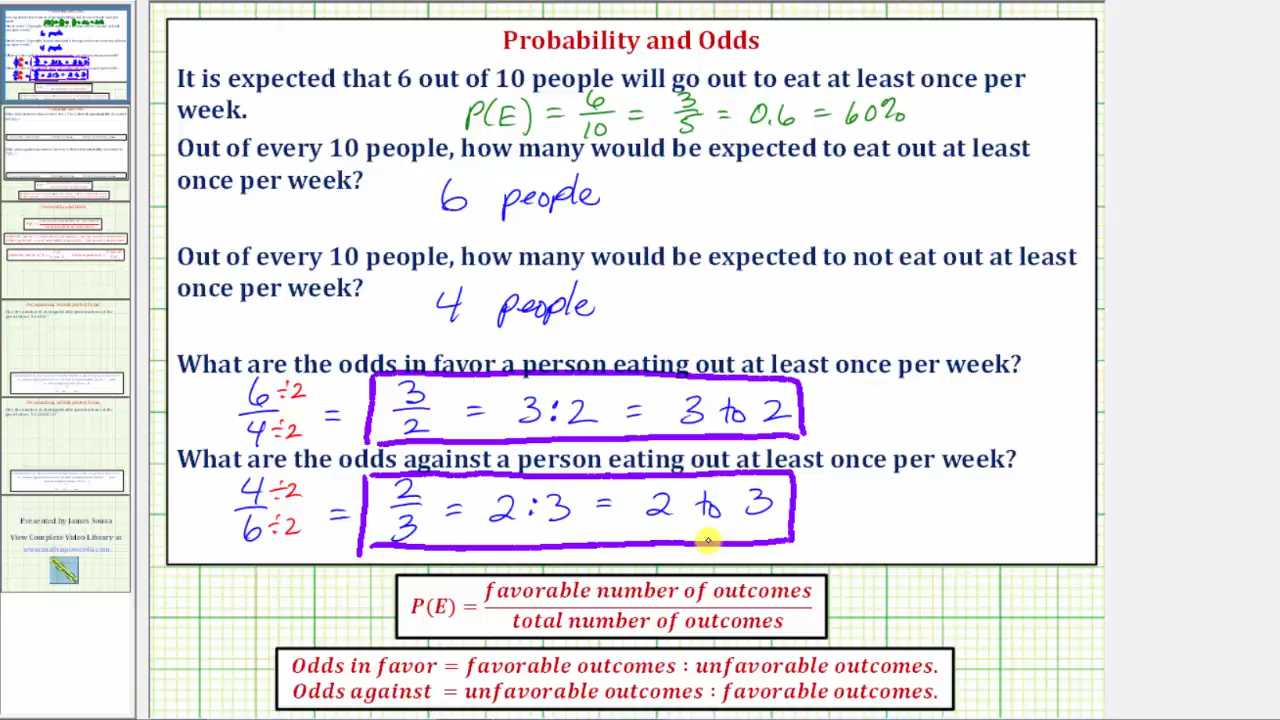 Probability and Odds
It is expected that 6 out of 10 people will go out to eat at least once per
week.
P(E) = 6/10 = 3/5 = 0.6 = 60%
Out of every 10 people, how many would be expected to eat out at least
once per week?
6 people
Out of every 10 people, how many would be expected to not eat out at least
once per week?
4 people
What are the odds in favor a person eating out at least once per week?
6÷2/4÷2 = 3/2 = 3:2 = 3 to 2
What are the odds against a person eating out at least once per week?
4÷2/6÷2 = 2/3 = 2:3 = 2 to 3
P(E) = favorable number of outcomes/total number of outcomes
Odds in favor = favorable outcomes : unfavorable outcomes.
Odds against = unfavorable outcomes : favorable outcomes.
Presented by James Sousa
View Complete Video Library at
www.mathispower4u.com